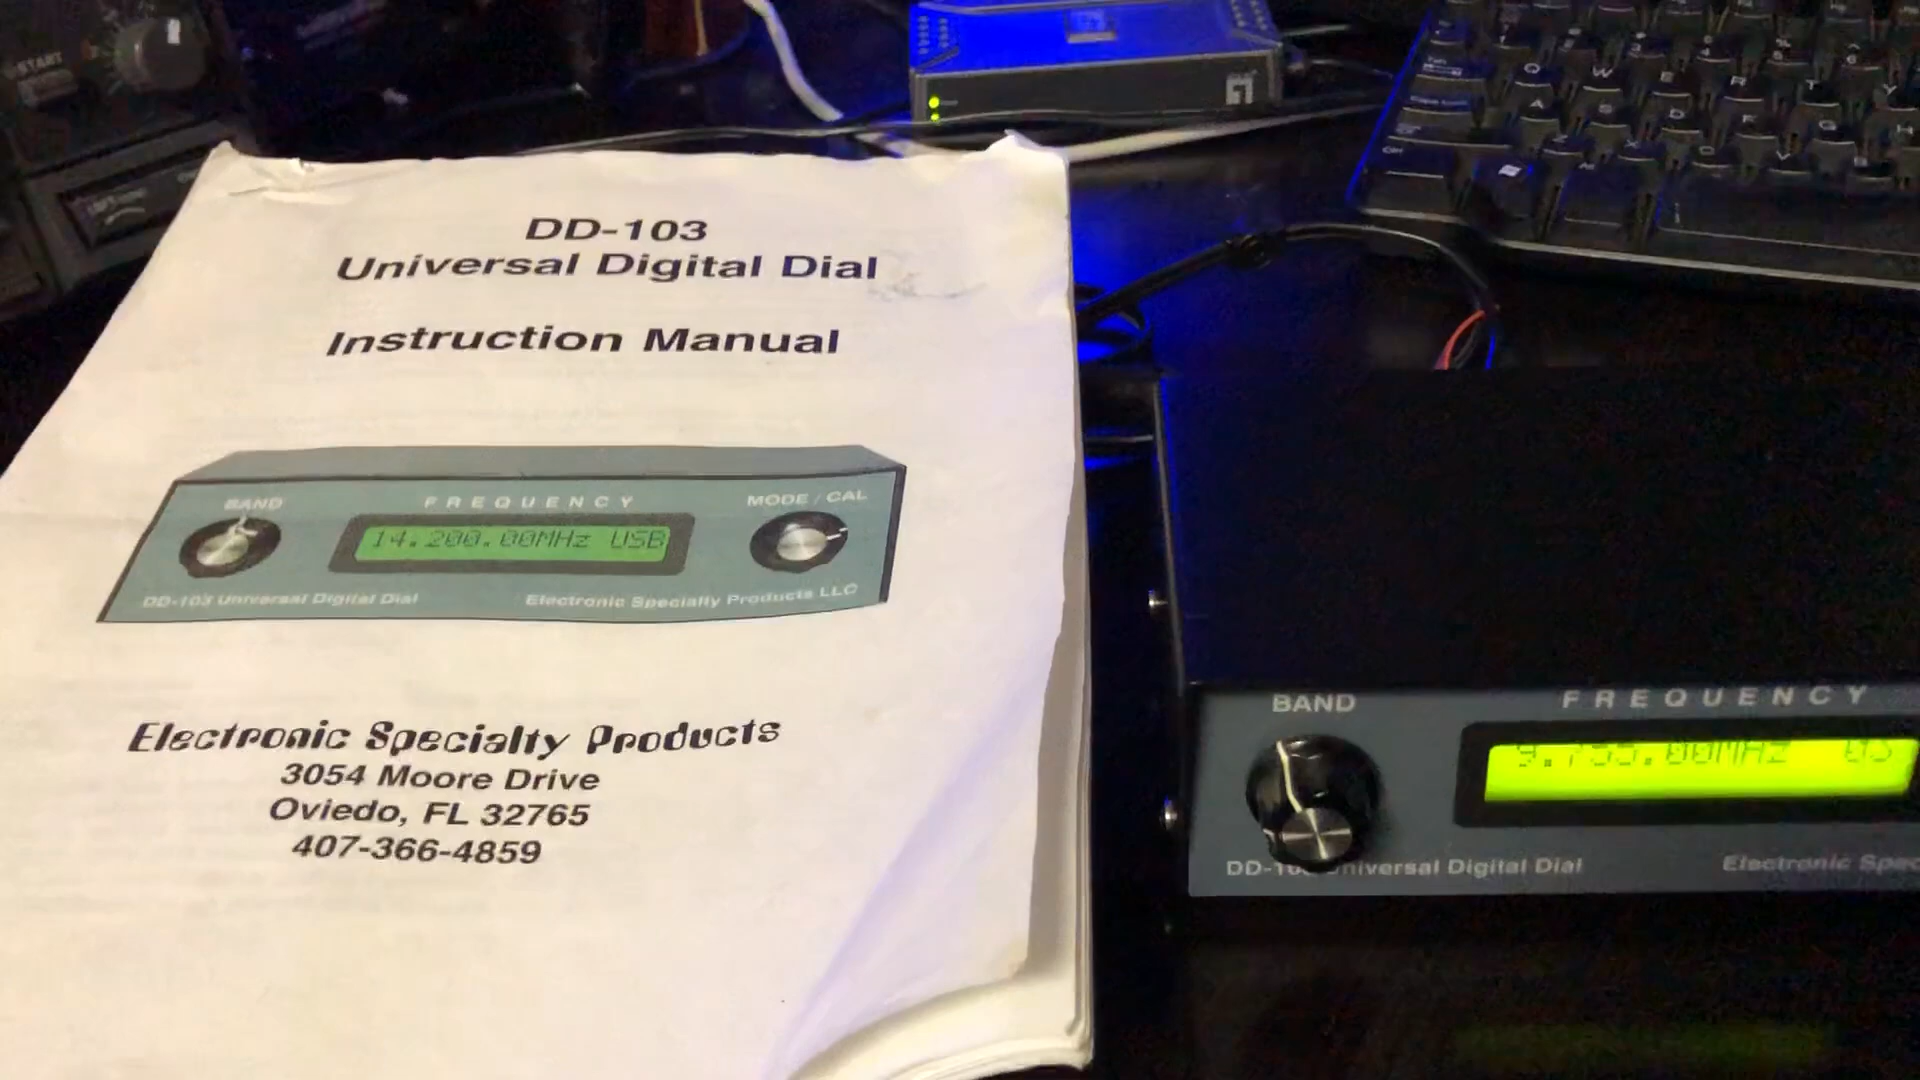 START
DD-103
Universal Digital Dial
Instruction Manual
BAND
FREQUENCY
MODE / CAL
14.200.00MHz USB
DD-103 Universal Digital Dial
Electronic Specialty Products LLC
Electronic Specialty Products
3054 Moore Drive
Oviedo, FL 32765
407-366-4859
BAND
FREQUENCY
Universal Digital Dial
Electronic
Q W E R T Y
A S D F G H